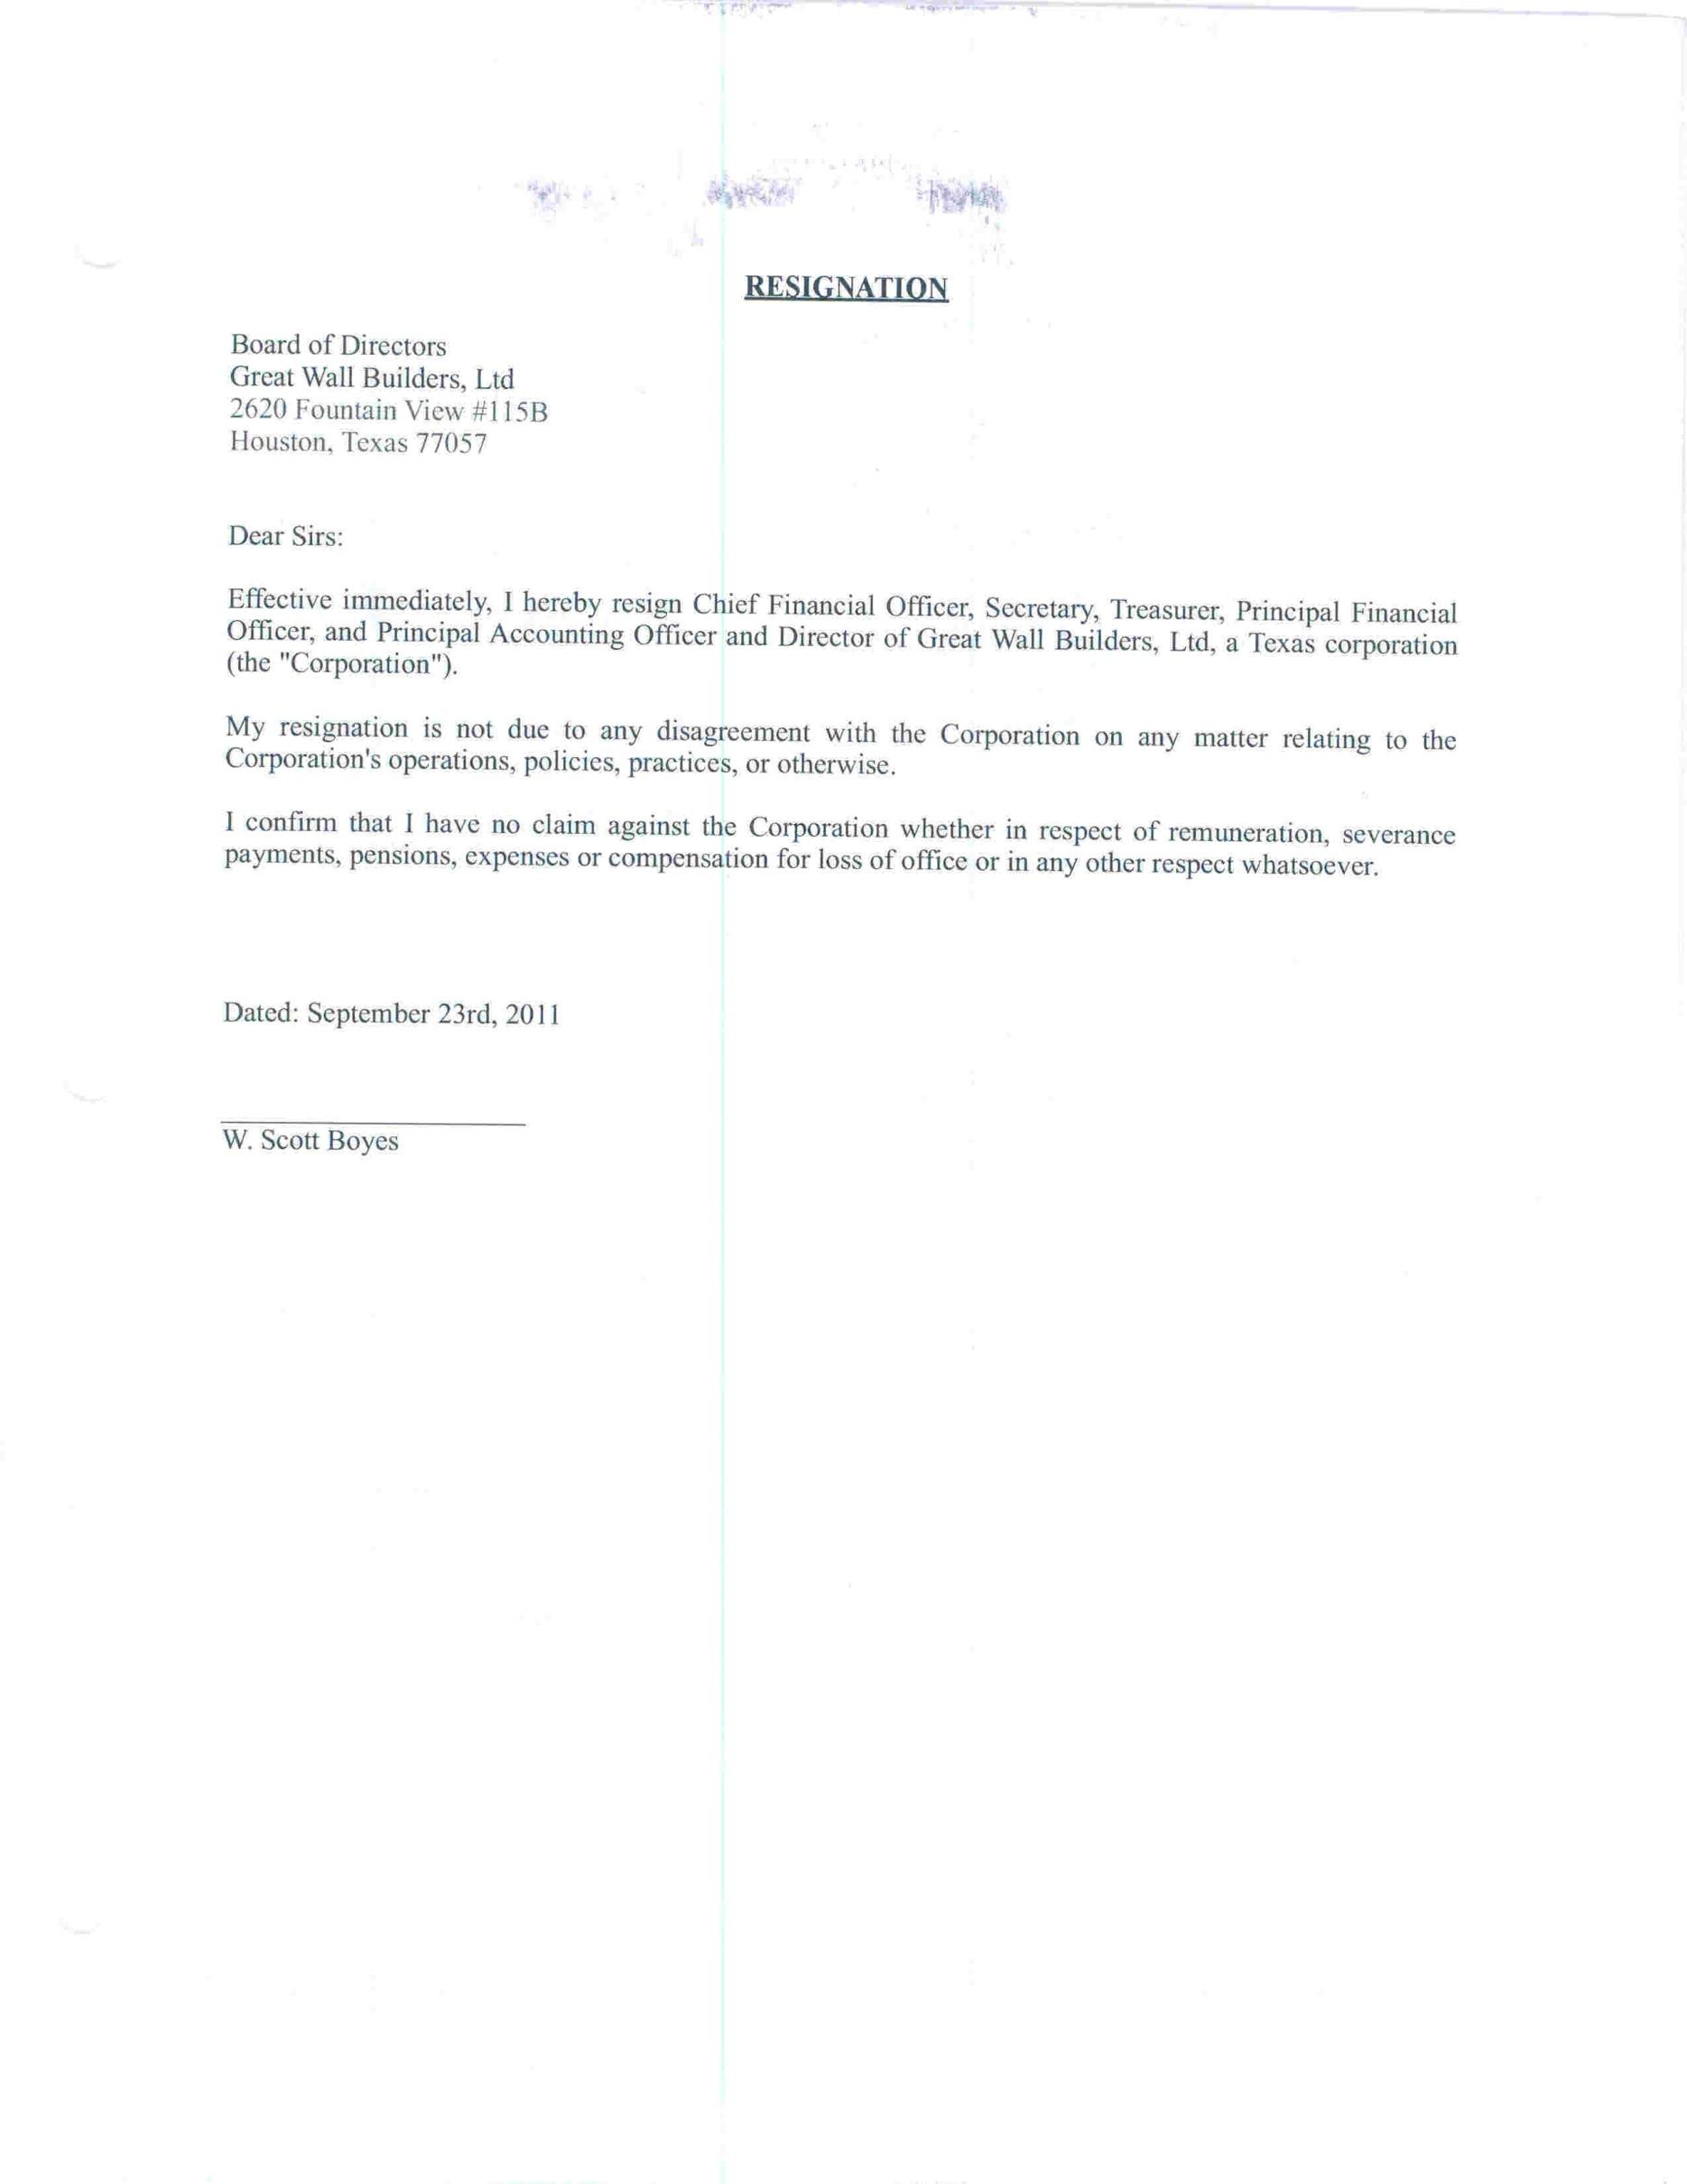 RESIGNATION
Board of Directors
Great Wall Builders, Ltd
2620 Fountain View #115B
Houston, Texas 77057
Dear Sirs:
Effective immediately, I hereby resign Chief Financial Officer, Secretary, Treasurer, Principal Financial
Officer, and Principal Accounting Officer and Director of Great Wall Builders, Ltd, a Texas corporation
(the "Corporation").
My resignation is not due to any disagreement with the Corporation on any matter relating to the
Corporation's operations, policies, practices, or otherwise.
I confirm that I have no claim against the Corporation whether in respect of remuneration, severance
payments, pensions, expenses or compensation for loss of office or in any other respect whatsoever.
Dated: September 23rd, 2011
W. Scott Boyes